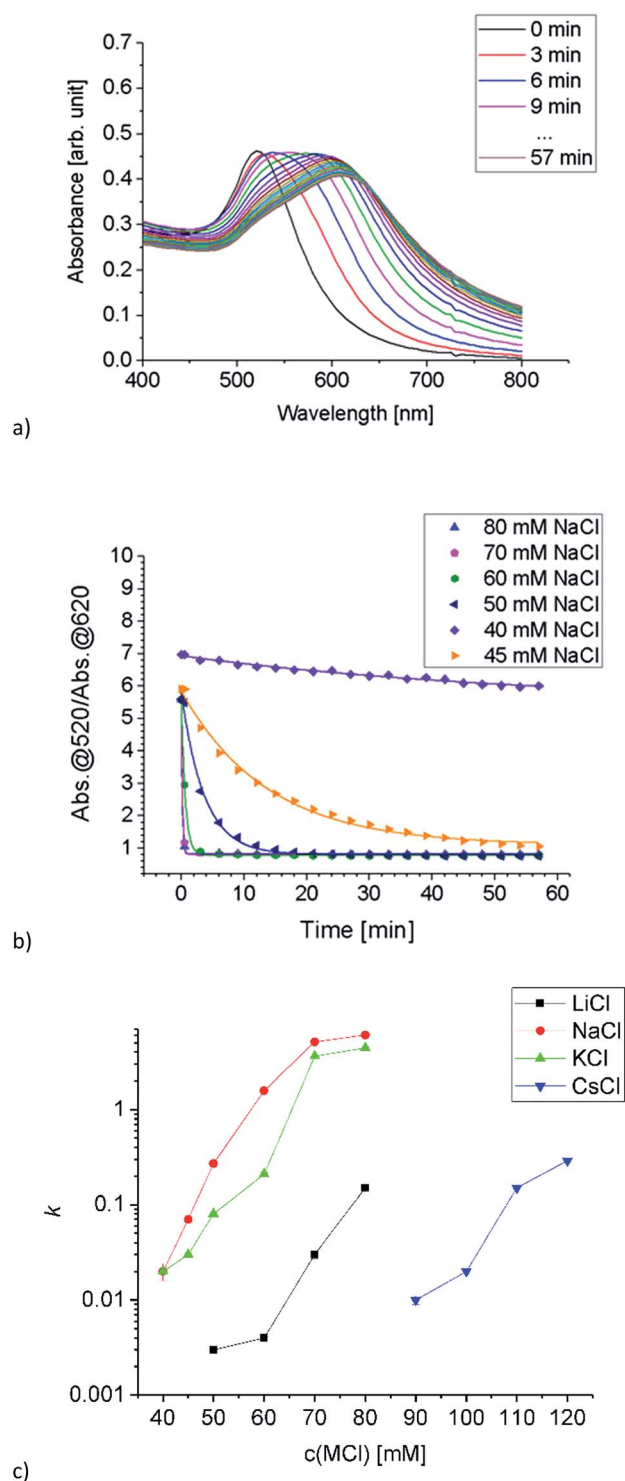 0 min
3 min
6 min
9 min
...
57 min
0.7
0.6
0.5
0.4
0.3
0.2
0.1
0.0
Absorbance [arb. unit]
400 500 600 700 800
Wavelength [nm]
a)
80 mM NaCl
70 mM NaCl
60 mM NaCl
50 mM NaCl
40 mM NaCl
45 mM NaCl
10
9
8
7
6
5
4
3
2
1
Abs.@520/Abs.@620
0 10 20 30 40 50 60
Time [min]
b)
LiCl
NaCl
KCl
CsCl
1
0.1
0.01
0.001
k
40 50 60 70 80 90 100 110 120
c(MCl) [mM]
c)